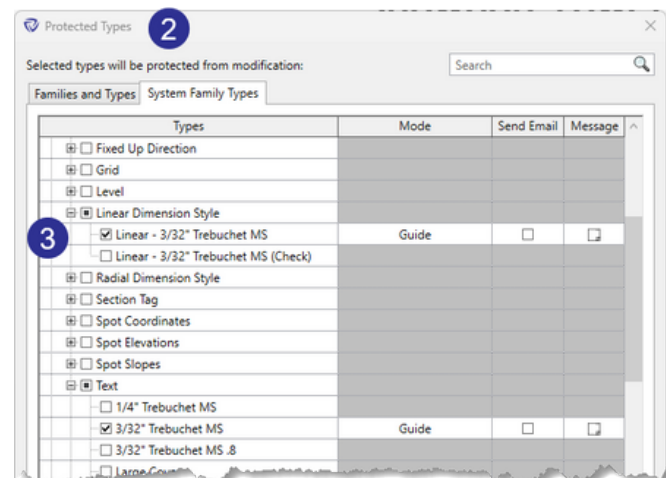 Protected Types
2
Selected types will be protected from modification:
Search
Families and Types System Family Types
Types Mode Send Email Message
Fixed Up Direction
Grid
Level
Linear Dimension Style
3
Linear - 3/32" Trebuchet MS Guide
Linear - 3/32" Trebuchet MS (Check)
Radial Dimension Style
Section Tag
Spot Coordinates
Spot Elevations
Spot Slopes
Text
1/4" Trebuchet MS
3/32" Trebuchet MS Guide
3/32" Trebuchet MS .8
Large